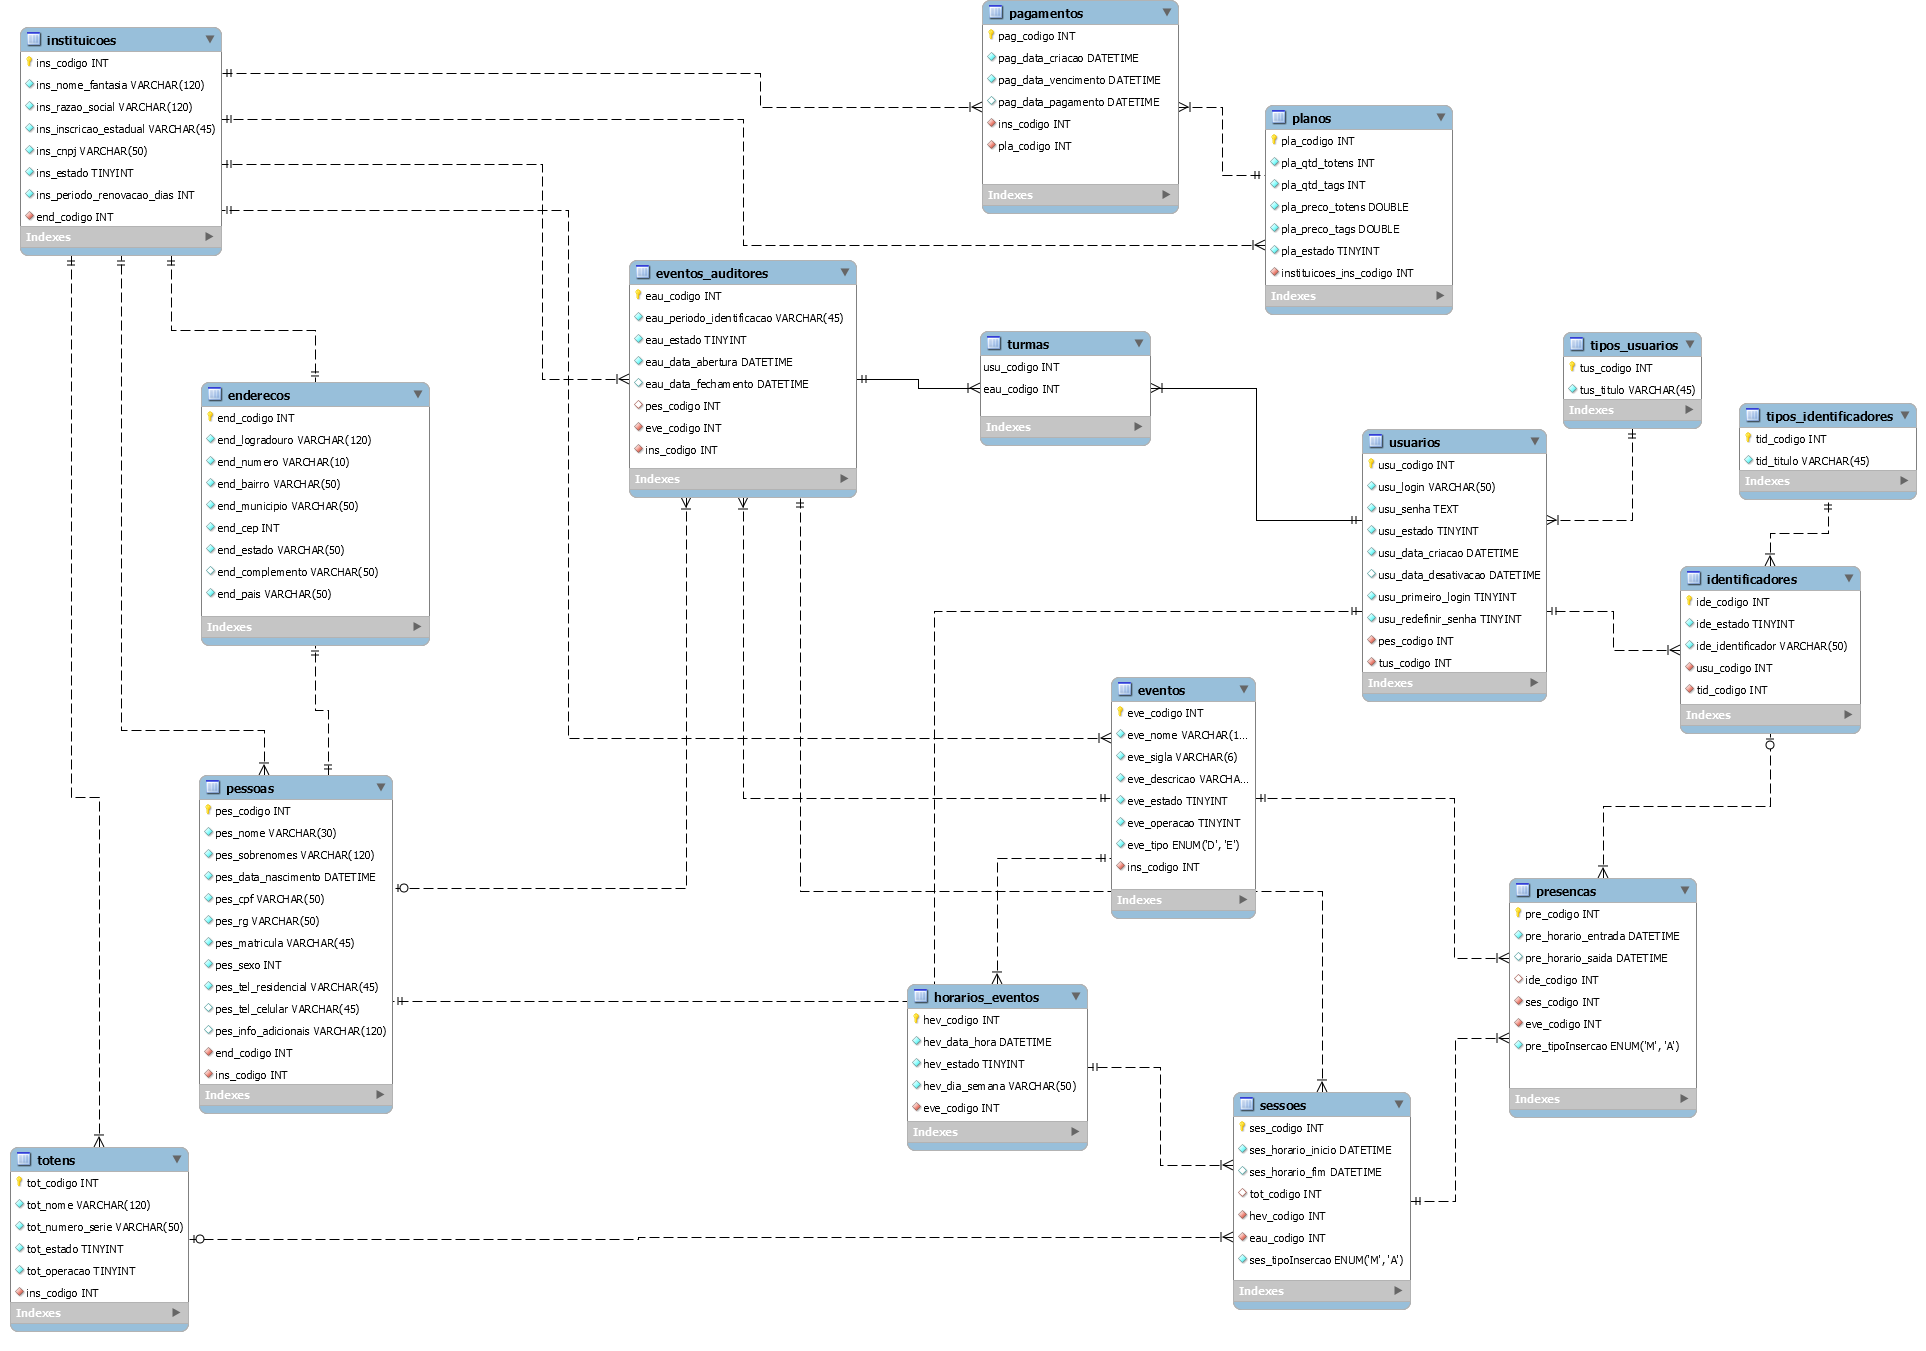 instituicoes
ins_codigo INT
ins_nome_fantasia VARCHAR(120)
ins_razao_social VARCHAR(120)
ins_inscricao_estadual VARCHAR(45)
ins_cnpj VARCHAR(50)
ins_estado TINYINT
ins_periodo_renovacao_dias INT
end_codigo INT
Indexes
pagamentos
pag_codigo INT
pag_data_criacao DATETIME
pag_data_vencimento DATETIME
pag_data_pagamento DATETIME
ins_codigo INT
pla_codigo INT
Indexes
planos
pla_codigo INT
pla_qtd_totens INT
pla_qtd_tags INT
pla_preco_totens DOUBLE
pla_preco_tags DOUBLE
pla_estado TINYINT
instituicoes_ins_codigo INT
Indexes
eventos_auditores
eau_codigo INT
eau_periodo_identificacao VARCHAR(45)
eau_estado TINYINT
eau_data_abertura DATETIME
eau_data_fechamento DATETIME
pes_codigo INT
eve_codigo INT
ins_codigo INT
Indexes
turmas
usu_codigo INT
eau_codigo INT
Indexes
tipos_usuarios
tus_codigo INT
tus_titulo VARCHAR(45)
Indexes
tipos_identificadores
tid_codigo INT
tid_titulo VARCHAR(45)
Indexes
enderecos
end_codigo INT
end_logradouro VARCHAR(120)
end_numero VARCHAR(10)
end_bairro VARCHAR(50)
end_municipio VARCHAR(50)
end_cep INT
end_estado VARCHAR(50)
end_complemento VARCHAR(50)
end_pais VARCHAR(50)
Indexes
usuarios
usu_codigo INT
usu_login VARCHAR(50)
usu_senha TEXT
usu_estado TINYINT
usu_data_criacao DATETIME
usu_data_desativacao DATETIME
usu_primeiro_login TINYINT
usu_redefinir_senha TINYINT
pes_codigo INT
tus_codigo INT
Indexes
identificadores
ide_codigo INT
ide_estado TINYINT
ide_identificador VARCHAR(50)
usu_codigo INT
tid_codigo INT
Indexes
eventos
eve_codigo INT
eve_nome VARCHAR(1...
eve_sigla VARCHAR(6)
eve_descricao VARCHA...
eve_estado TINYINT
eve_operacao TINYINT
eve_tipo ENUM('D', 'E')
ins_codigo INT
Indexes
pessoas
pes_codigo INT
pes_nome VARCHAR(30)
pes_sobrenomes VARCHAR(120)
pes_data_nascimento DATETIME
pes_cpf VARCHAR(50)
pes_rg VARCHAR(50)
pes_matricula VARCHAR(45)
pes_sexo INT
pes_tel_residencial VARCHAR(45)
pes_tel_celular VARCHAR(45)
pes_info_adicionais VARCHAR(120)
end_codigo INT
ins_codigo INT
Indexes
presencas
pre_codigo INT
pre_horario_entrada DATETIME
pre_horario_saida DATETIME
ide_codigo INT
ses_codigo INT
eve_codigo INT
pre_tipoInsercao ENUM('M', 'A')
Indexes
horarios_eventos
hev_codigo INT
hev_data_hora DATETIME
hev_estado TINYINT
hev_dia_semana VARCHAR(50)
eve_codigo INT
Indexes
sessoes
ses_codigo INT
ses_horario_inicio DATETIME
ses_horario_fim DATETIME
tot_codigo INT
hev_codigo INT
eau_codigo INT
ses_tipoInsercao ENUM('M', 'A')
Indexes
totens
tot_codigo INT
tot_nome VARCHAR(120)
tot_numero_serie VARCHAR(50)
tot_estado TINYINT
tot_operacao TINYINT
ins_codigo INT
Indexes